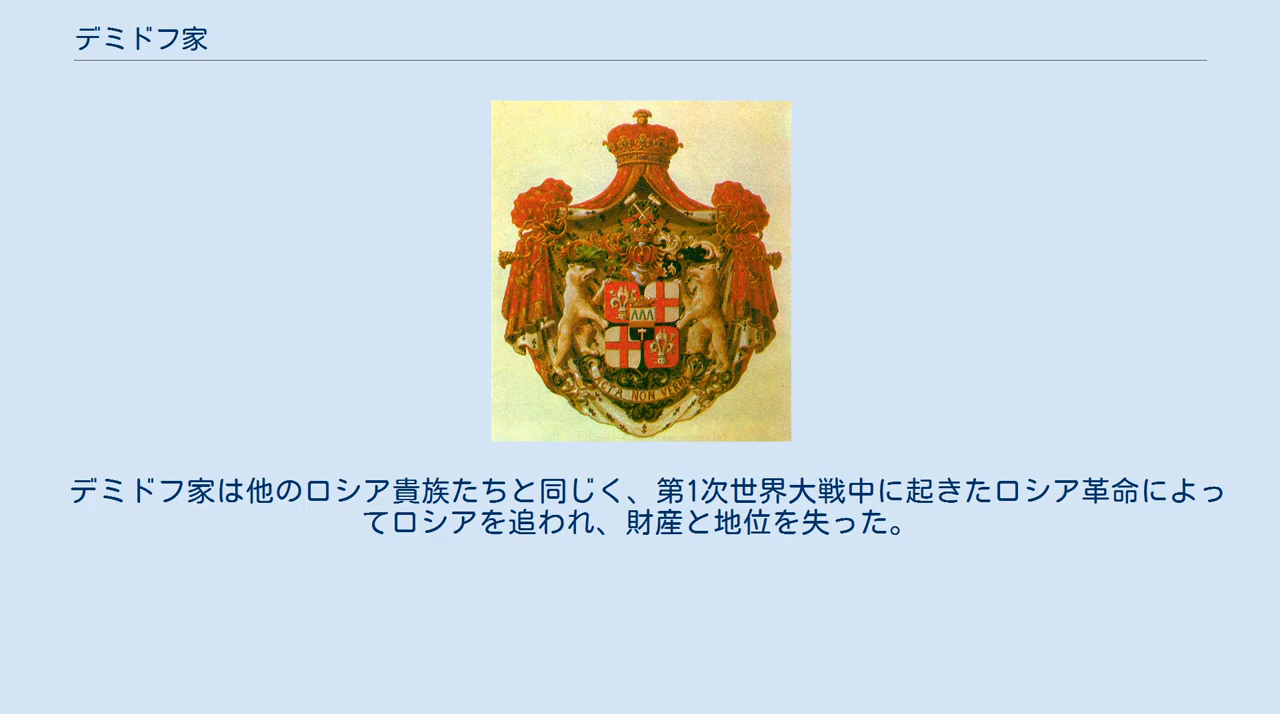 デミドフ家
ACTA NON VERBA
デミドフ家は他のロシア貴族たちと同じく、第1次世界大戦中に起きたロシア革命によっ
てロシアを追われ、財産と地位を失った。